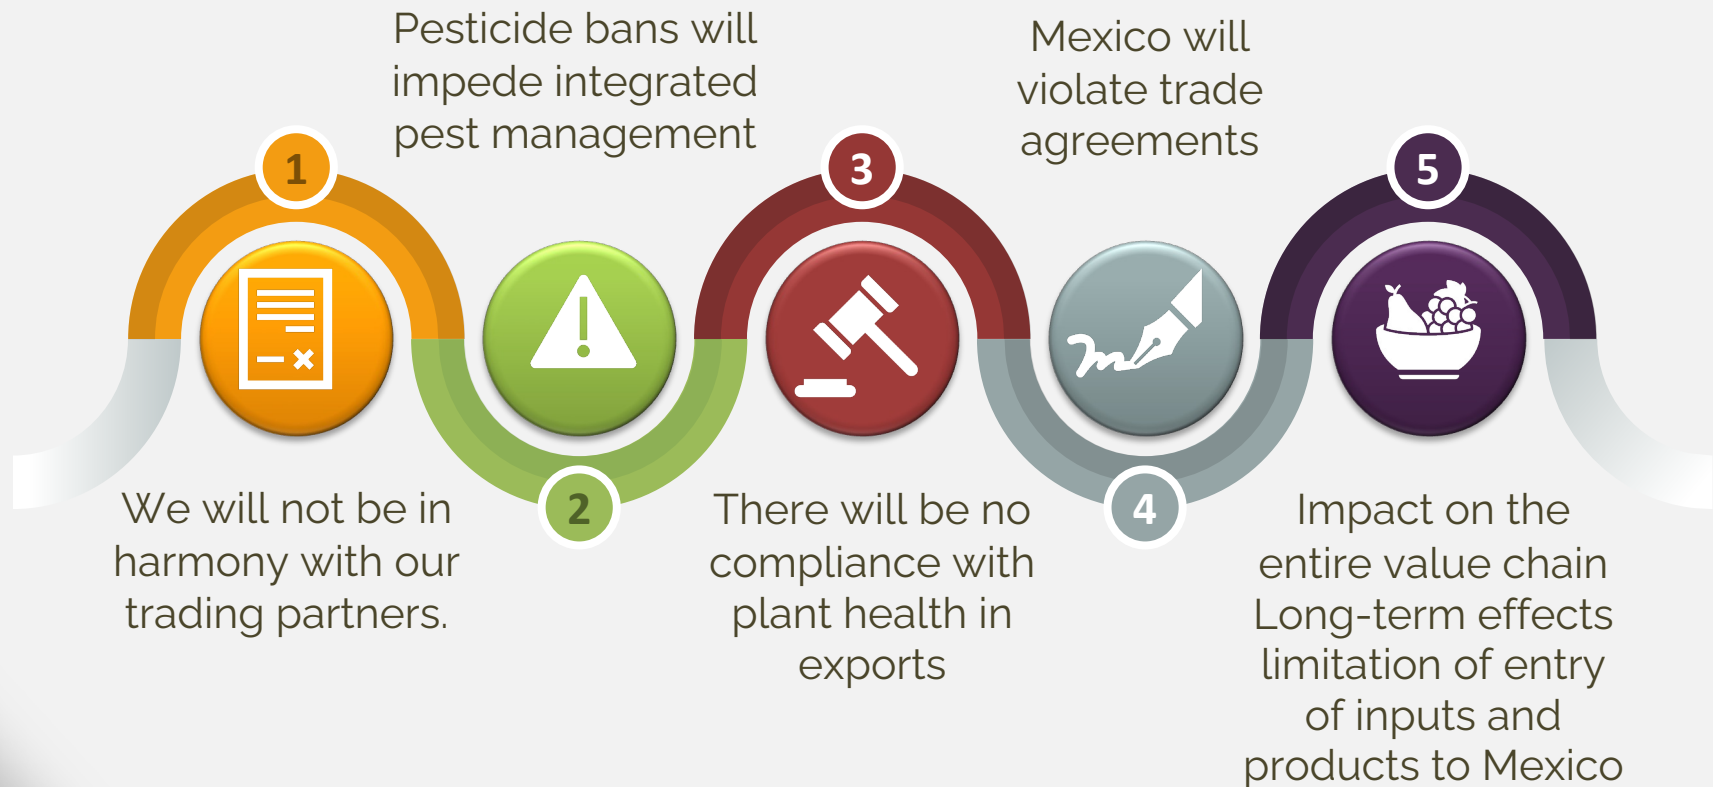 1
We will not be in
harmony with our
trading partners.
Pesticide bans will
impede integrated
pest management
2
3
There will be no
compliance with
plant health in
exports
Mexico will
violate trade
agreements
4
5
Impact on the
entire value chain
Long-term effects
limitation of entry
of inputs and
products to Mexico